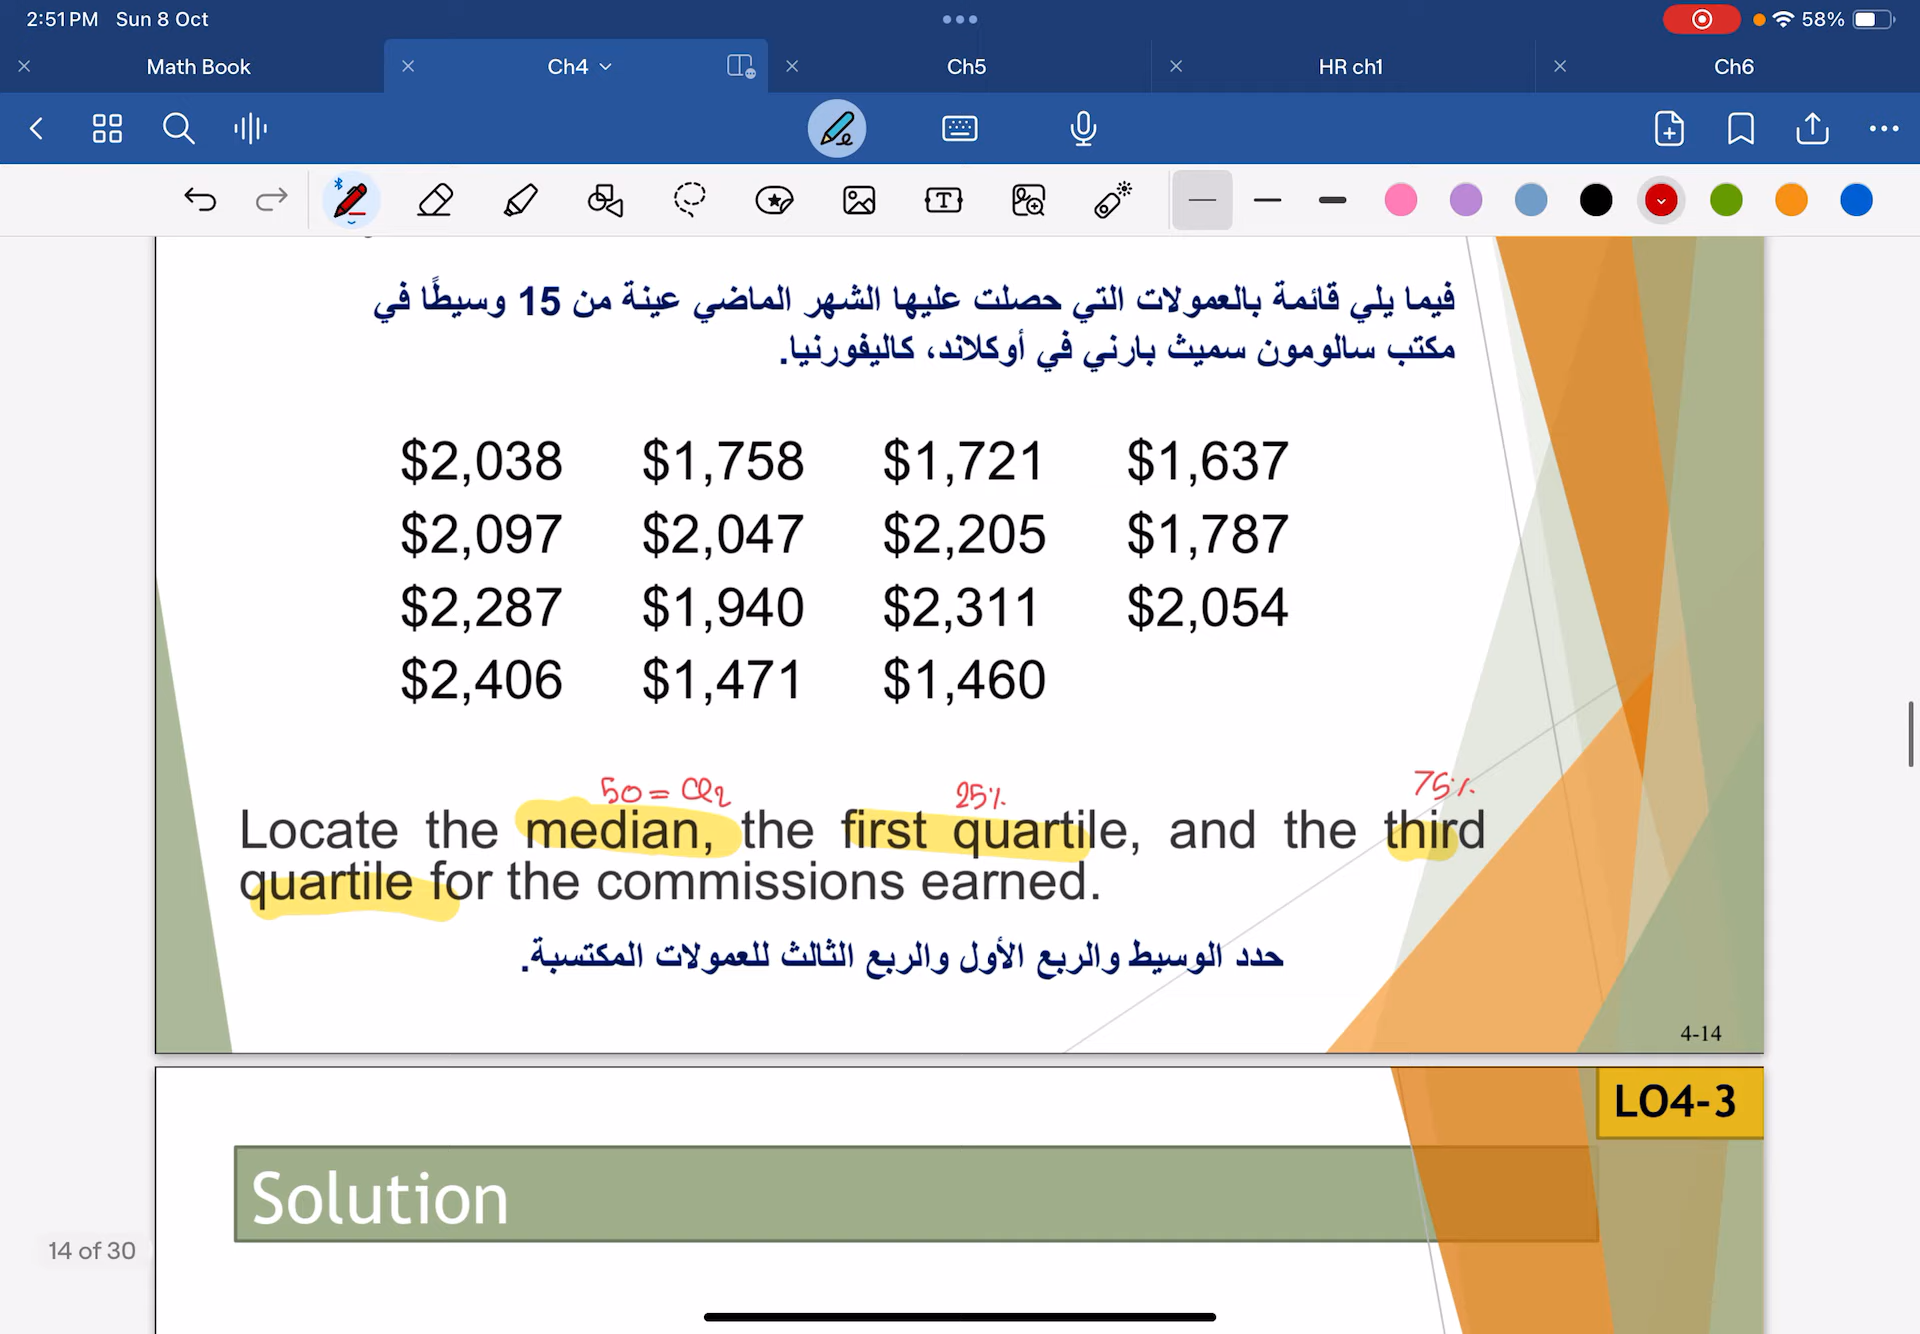 2:51 PM Sun 8 Oct
58%
Math Book
Ch4
Ch5
HR ch1
Ch6
فيما يلي قائمة بالعمولات التي حصلت عليها الشهر الماضي عينة من 15 وسيطًا في
مكتب سالومون سميث بارني في أوكلاند، كاليفورنيا.
$2,038 $1,758 $1,721 $1,637
$2,097 $2,047 $2,205 $1,787
$2,287 $1,940 $2,311 $2,054
$2,406 $1,471 $1,460
50 = Q2 25% 75%
Locate the median, the first quartile, and the third
quartile for the commissions earned.
حدد الوسيط والربع الأول والربع الثالث للعمولات المكتسبة.
4-14
LO4-3
Solution
14 of 30